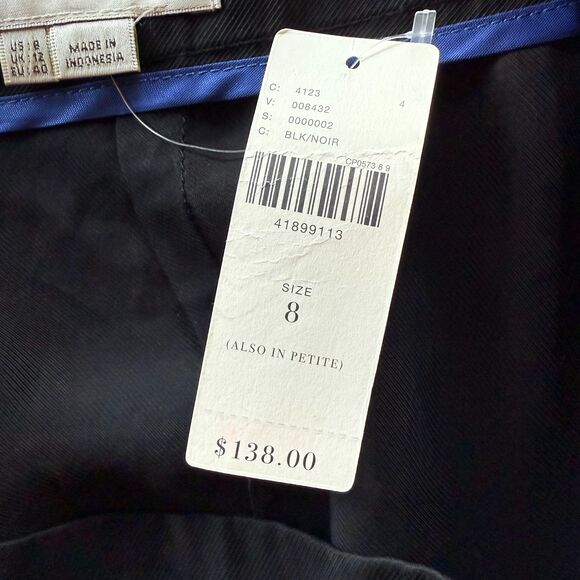 US 8
UK 12
EU 40
MADE IN
INDONESIA
C: 4123
V: 008432 4
S: 0000002
C: BLK/NOIR
CP0573 8 9
41899113
SIZE
8
(ALSO IN PETITE)
$138.00